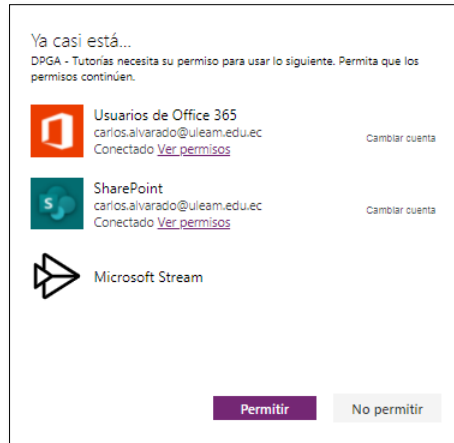 Ya casi está...
DPGA - Tutorías necesita su permiso para usar lo siguiente. Permita que los
permisos continúen.
Usuarios de Office 365
carlos.alvarado@uleam.edu.ec
Conectado Ver permisos
Cambiar cuenta
S
SharePoint
carlos.alvarado@uleam.edu.ec
Conectado Ver permisos
Cambiar cuenta
Microsoft Stream
Permitir
No permitir